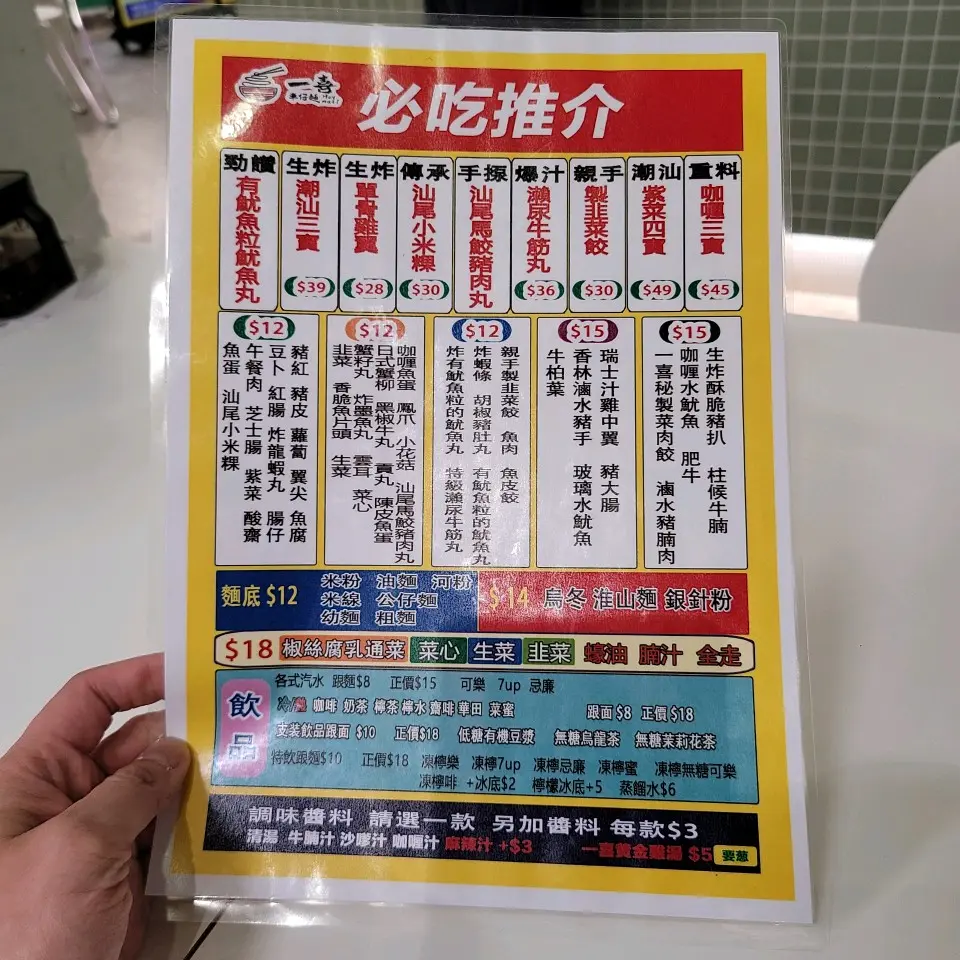 一喜
車仔麵
必吃推介
勁讚 有魷魚粒魷魚丸
生炸 潮汕三寶 $39
生炸 單骨雞翼 $28
傳承 汕尾小米粿 $30
手揼 汕尾馬鮫豬肉丸
爆汁 瀨尿牛筋丸 $36
親手 製韭菜餃 $30
潮汕 紫菜四寶 $49
重料 咖喱三寶 $45
$12
豬紅 豬皮 蘿蔔 翼尖 魚腐
豆卜 紅腸 炸龍蝦丸 腸仔
午餐肉 芝士腸 紫菜 酸齋
魚蛋 汕尾小米粿
$12
咖喱魚蛋 鳳爪 小花菇 汕尾馬鮫豬肉丸
日式蟹柳 黑椒牛丸 貢丸 陳皮魚蛋
蟹籽丸 炸墨魚丸 雲耳 菜心
韭菜 香脆魚片頭 生菜
$12
親手製韭菜餃 魚肉 魚皮餃
炸蝦條 胡椒豬肚丸 有魷魚粒的魷魚丸
炸有魷魚粒的魷魚丸 特級瀨尿牛筋丸
$15
瑞士汁雞中翼 豬大腸
香林滷水豬手 玻璃水魷魚
牛柏葉
$15
生炸酥脆豬扒 柱候牛腩
咖喱水魷魚 肥牛
一喜秘製菜肉餃 滷水豬腩肉
麵底 $12 米粉 油麵 河粉
米線 公仔麵
幼麵 粗麵
$14 烏冬 淮山麵 銀針粉
$18 椒絲腐乳通菜 菜心 生菜 韭菜 蠔油 腩汁 全走
飲品
各式汽水 跟麵$8 正價$15 可樂 7up 忌廉
冷/熱 咖啡 奶茶 檸茶 檸水 齋啡 華田 菜蜜 跟面 $8 正價 $18
支裝飲品跟面 $10 正價$18 低糖有機豆漿 無糖烏龍茶 無糖茉莉花茶
特飲跟麵$10 正價$18 凍檸樂 凍檸7up 凍檸忌廉 凍檸蜜 凍檸無糖可樂
凍檸啡 +冰底$2 檸檬冰底+5 蒸餾水$6
調味醬料 請選一款 另加醬料 每款$3
清湯 牛腩汁 沙嗲汁 咖喱汁 麻辣汁 +$3 一喜黃金雞湯 $5 要葱